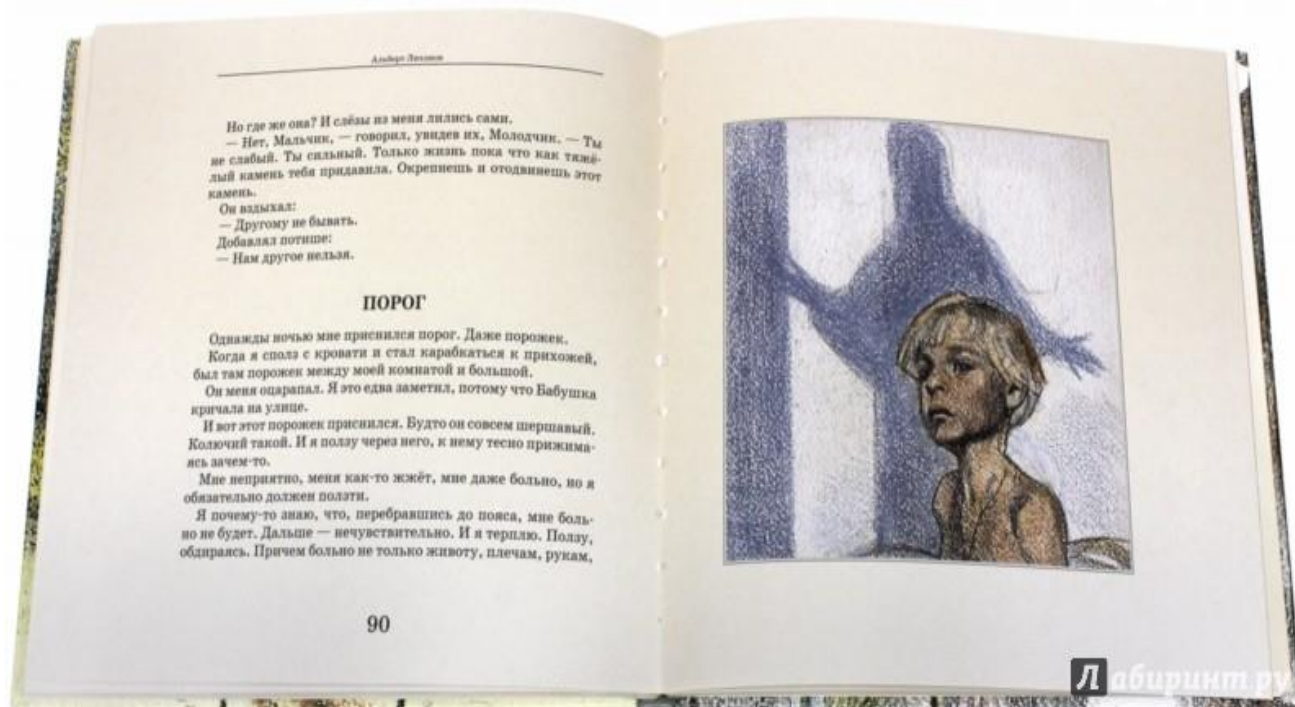 Альберт Лиханов
Но где же она? И слёзы из меня лились сами.
— Нет, Мальчик, — говорил, увидев их, Молодчик. — Ты
не слабый. Ты сильный. Только жизнь пока что как тяжё-
лый камень тебя придавила. Окрепнешь и отодвинешь этот
камень.
Он вздыхал:
— Другому не бывать.
Добавлял потише:
— Нам другое нельзя.
ПОРОГ
Однажды ночью мне приснился порог. Даже порожек.
Когда я сполз с кровати и стал карабкаться к прихожей,
был там порожек между моей комнатой и большой.
Он меня оцарапал. Я это едва заметил, потому что Бабушка
кричала на улице.
И вот этот порожек приснился. Будто он совсем шершавый.
Колючий такой. И я ползу через него, к нему тесно прижима-
ясь зачем-то.
Мне неприятно, меня как-то жжёт, мне даже больно, но я
обязательно должен ползти.
Я почему-то знаю, что, перебравшись до пояса, мне боль-
но не будет. Дальше — нечувствительно. И я терплю. Ползу,
обдираясь. Причем больно не только животу, плечам, рукам,
90
Лабиринт.ру